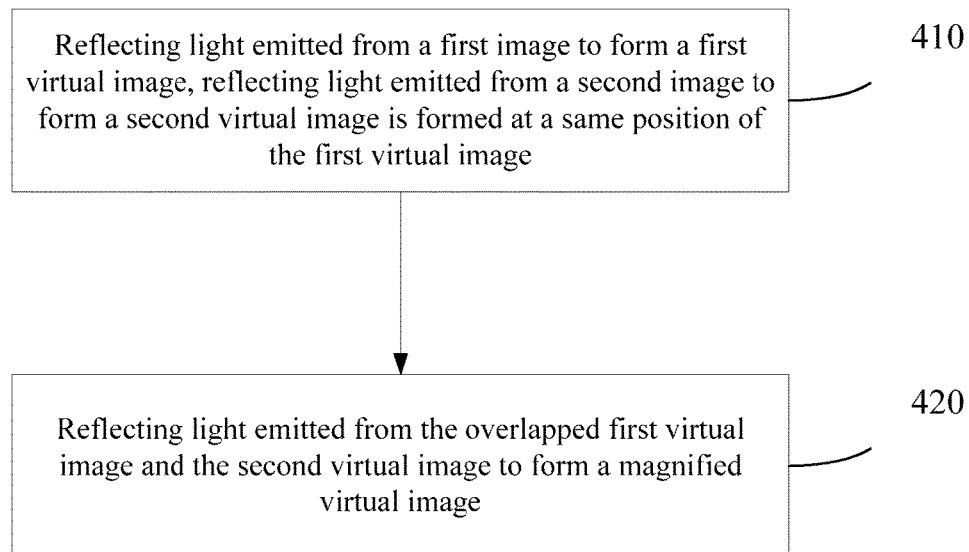 Reflecting light emitted from a first image to form a first
virtual image, reflecting light emitted from a second image to
form a second virtual image is formed at a same position of
the first virtual image
410
Reflecting light emitted from the overlapped first virtual
image and the second virtual image to form a magnified
virtual image
420